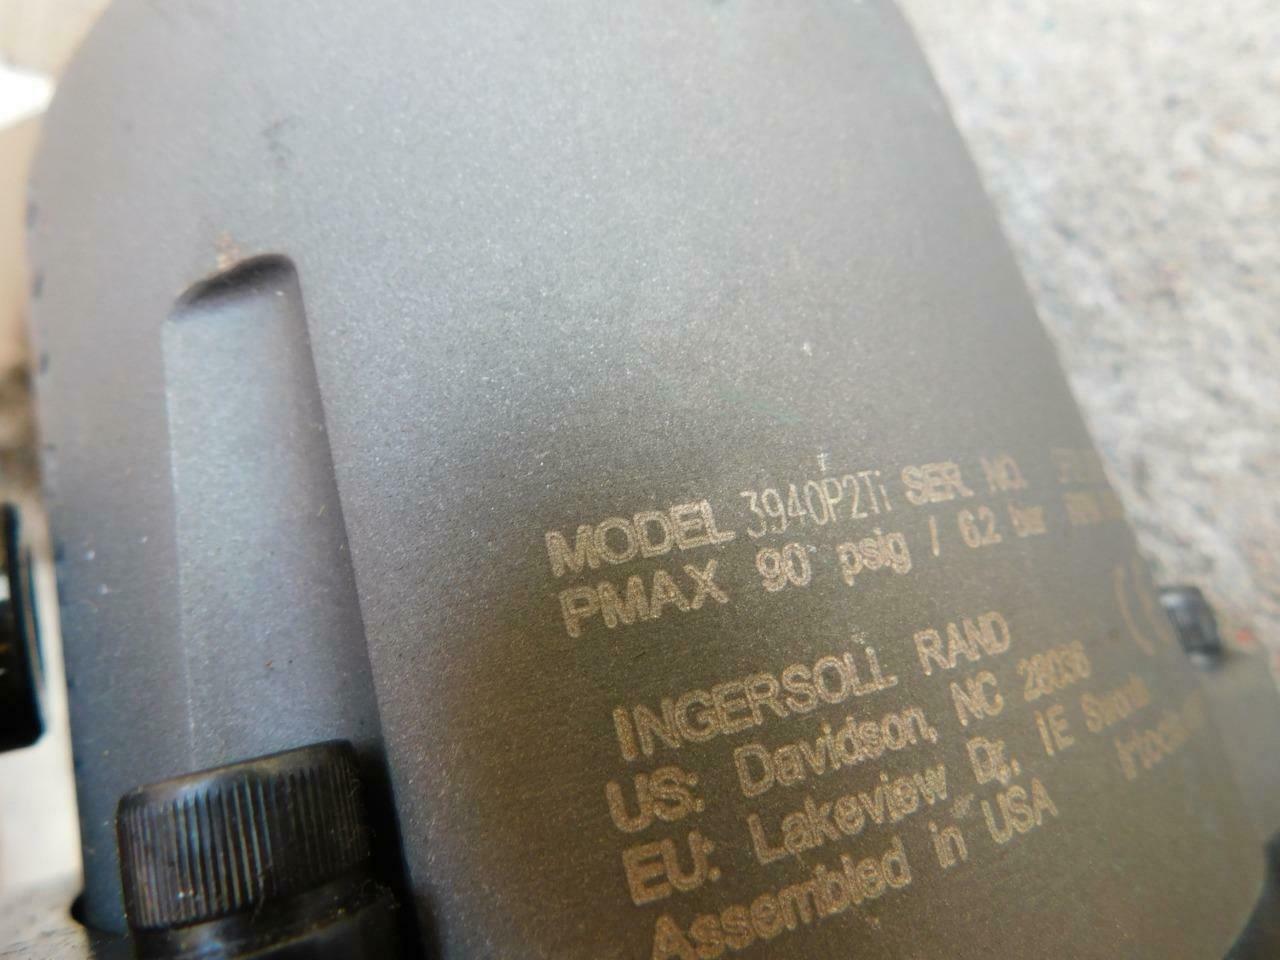 MODEL 3940P2Ti SER. NO.
PMAX 90 psig / 6.2 bar
INGERSOLL RAND
US: Davidson, NC 28036
EU: Lakeview Dr., IE Swords
Assembled in USA